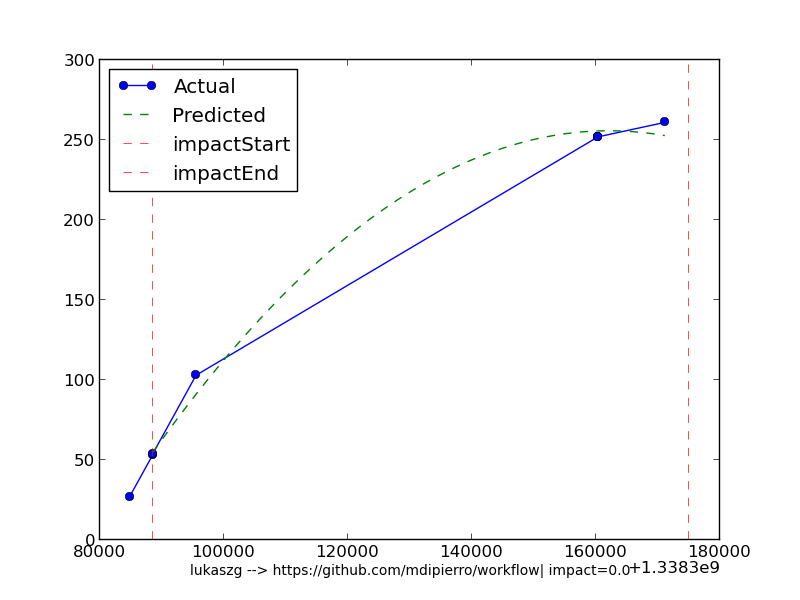 300
250
200
150
100
50
0
Actual
Predicted
impactStart
impactEnd
80000 100000 120000 140000 160000 180000
+1.3383e9
lukaszg --> https://github.com/mdipierro/workflow| impact=0.0